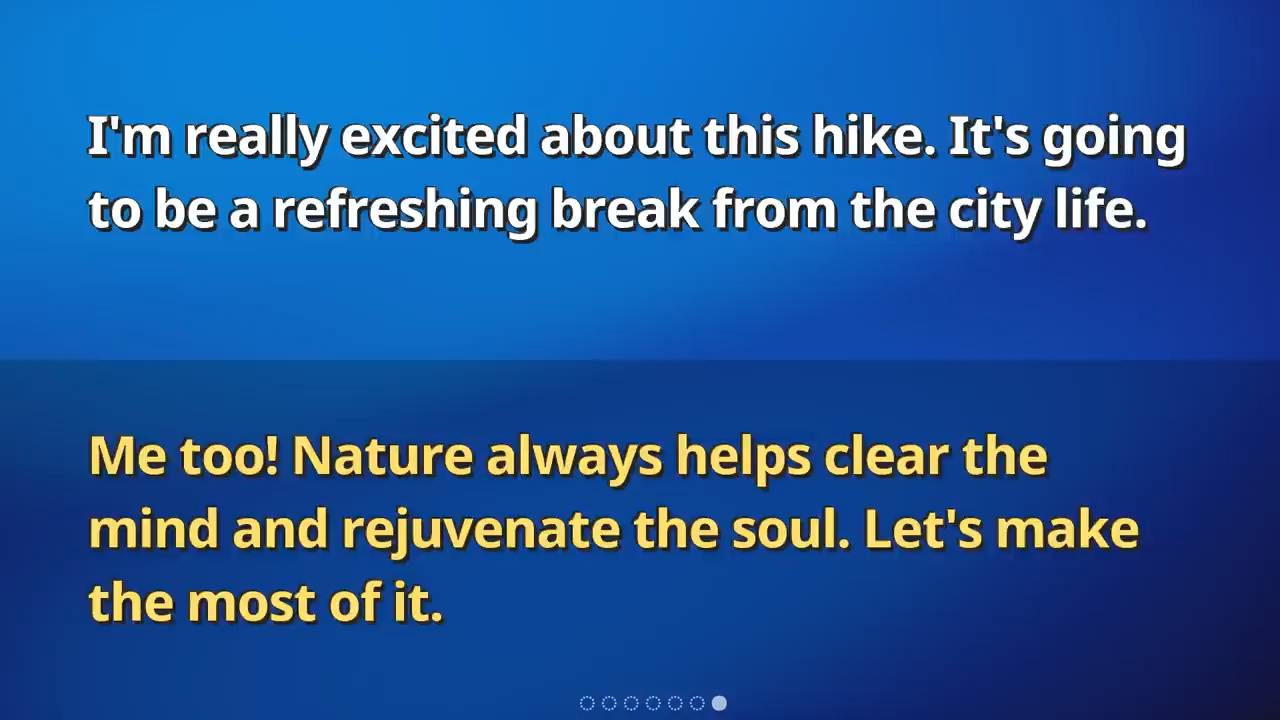 I'm really excited about this hike. It's going
to be a refreshing break from the city life.
Me too! Nature always helps clear the
mind and rejuvenate the soul. Let's make
the most of it.